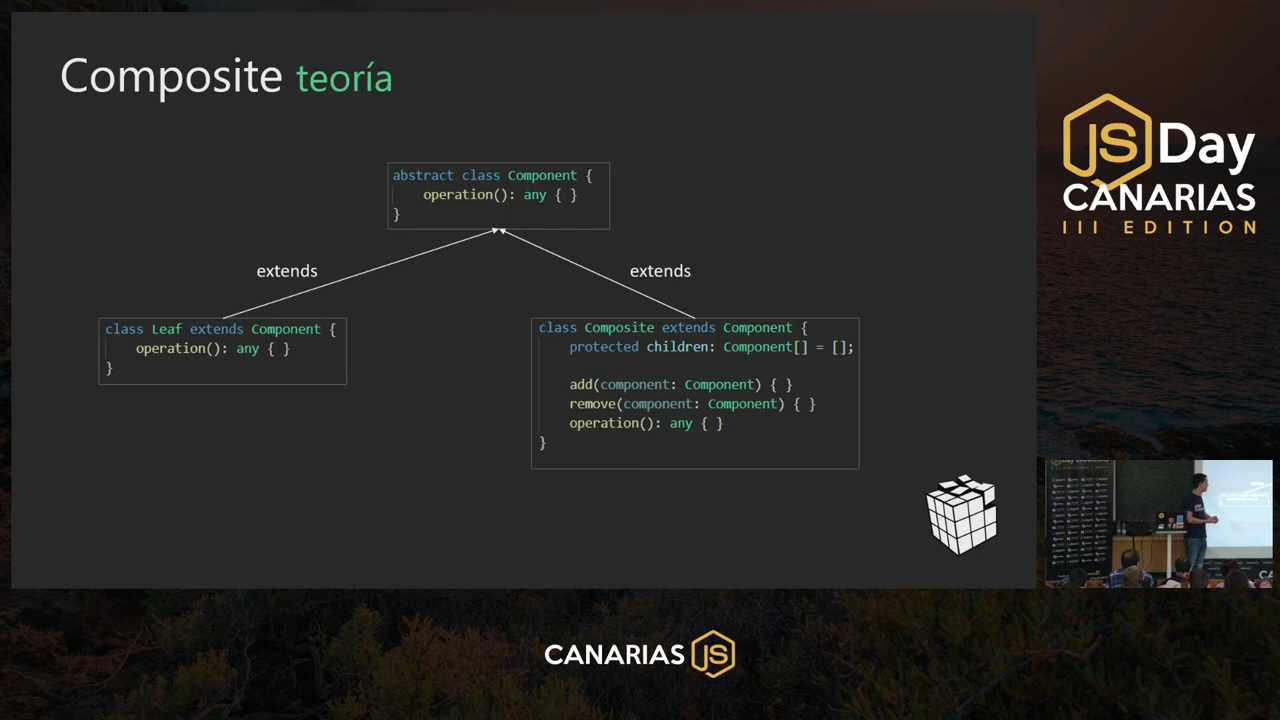 Composite teoría
abstract class Component {
operation(): any { }
}
extends
extends
class Leaf extends Component {
operation(): any { }
}
class Composite extends Component {
protected children: Component[] = [];
add(component: Component) { }
remove(component: Component) { }
operation(): any { }
}
JS Day
CANARIAS
III EDITION
CANARIAS JS